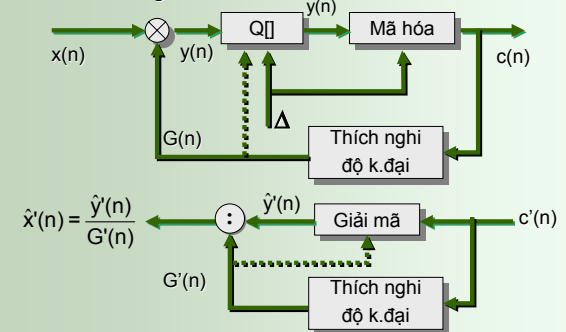 ŷ(n)
x(n)
y(n)
Q[]
Mã hóa
c(n)
Δ
G(n)
Thích nghi
độ k.đại
x̂'(n) = ŷ'(n) / G'(n)
:
ŷ'(n)
Giải mã
c'(n)
G'(n)
Thích nghi
độ k.đại